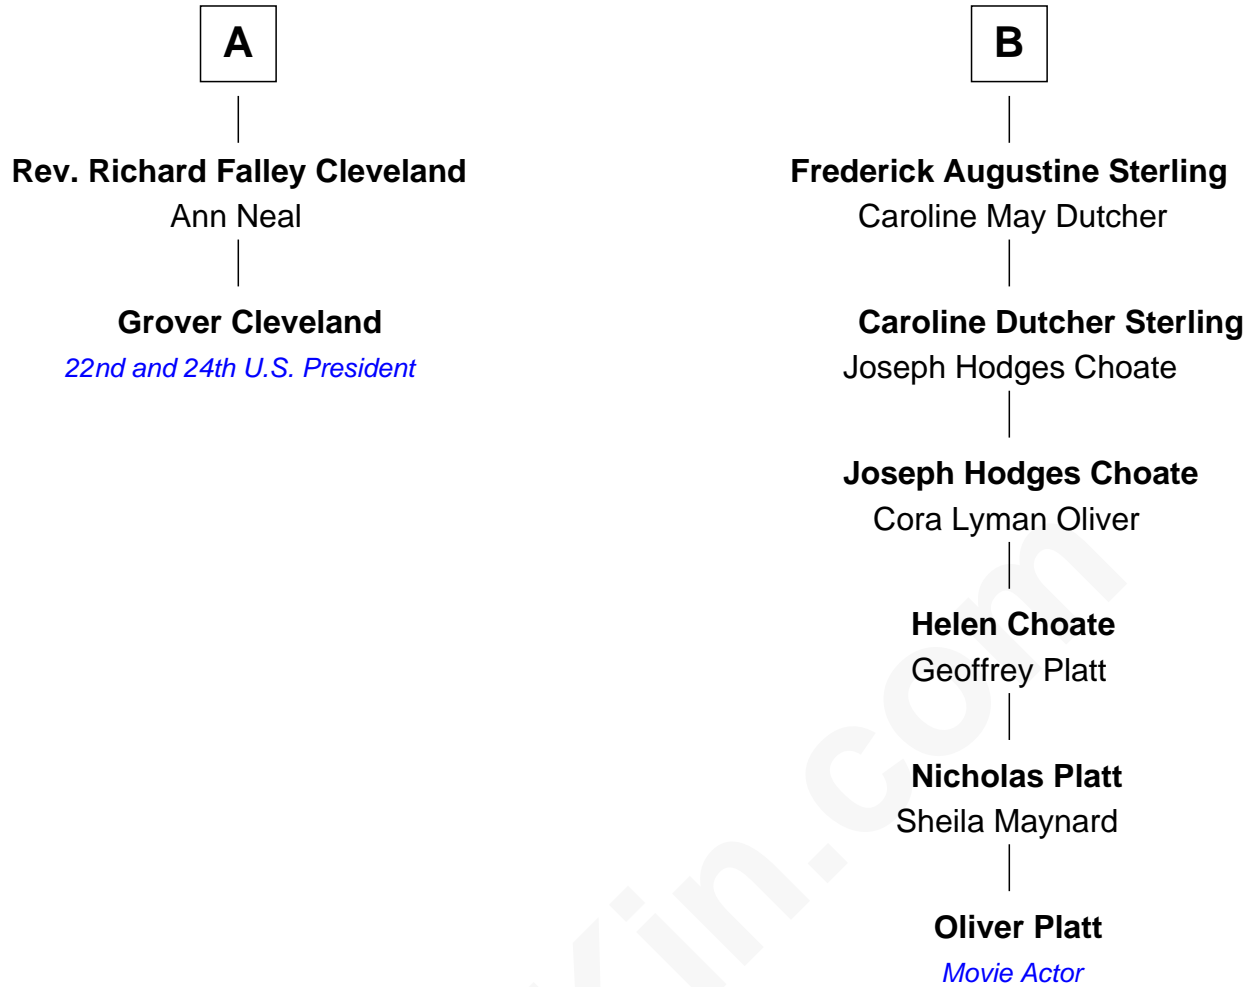 A
Rev. Richard Falley Cleveland
Ann Neal
Grover Cleveland
22nd and 24th U.S. President
B
Frederick Augustine Sterling
Caroline May Dutcher
Caroline Dutcher Sterling
Joseph Hodges Choate
Joseph Hodges Choate
Cora Lyman Oliver
Helen Choate
Geoffrey Platt
Nicholas Platt
Sheila Maynard
Oliver Platt
Movie Actor
Kin.com